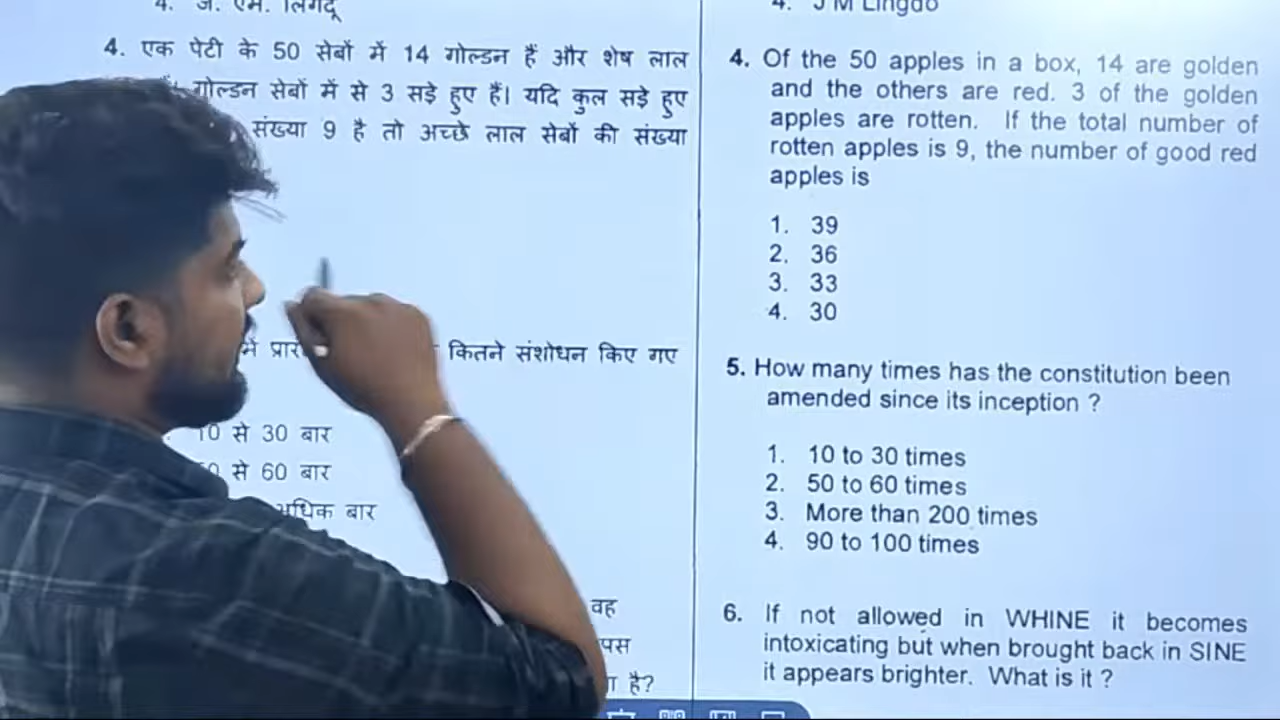 4. ज. एम. लिंगदू
4. एक पेटी के 50 सेबों में 14 गोल्डन हैं और शेष लाल
गोल्डन सेबों में से 3 सड़े हुए हैं। यदि कुल सड़े हुए
संख्या 9 है तो अच्छे लाल सेबों की संख्या
में कितने संशोधन किए गए
10 से 30 बार
से 60 बार
अधिक बार
वह
है?
4. J M Lingdo
4. Of the 50 apples in a box, 14 are golden
and the others are red. 3 of the golden
apples are rotten. If the total number of
rotten apples is 9, the number of good red
apples is
1. 39
2. 36
3. 33
4. 30
5. How many times has the constitution been
amended since its inception ?
1. 10 to 30 times
2. 50 to 60 times
3. More than 200 times
4. 90 to 100 times
6. If not allowed in WHINE it becomes
intoxicating but when brought back in SINE
it appears brighter. What is it ?